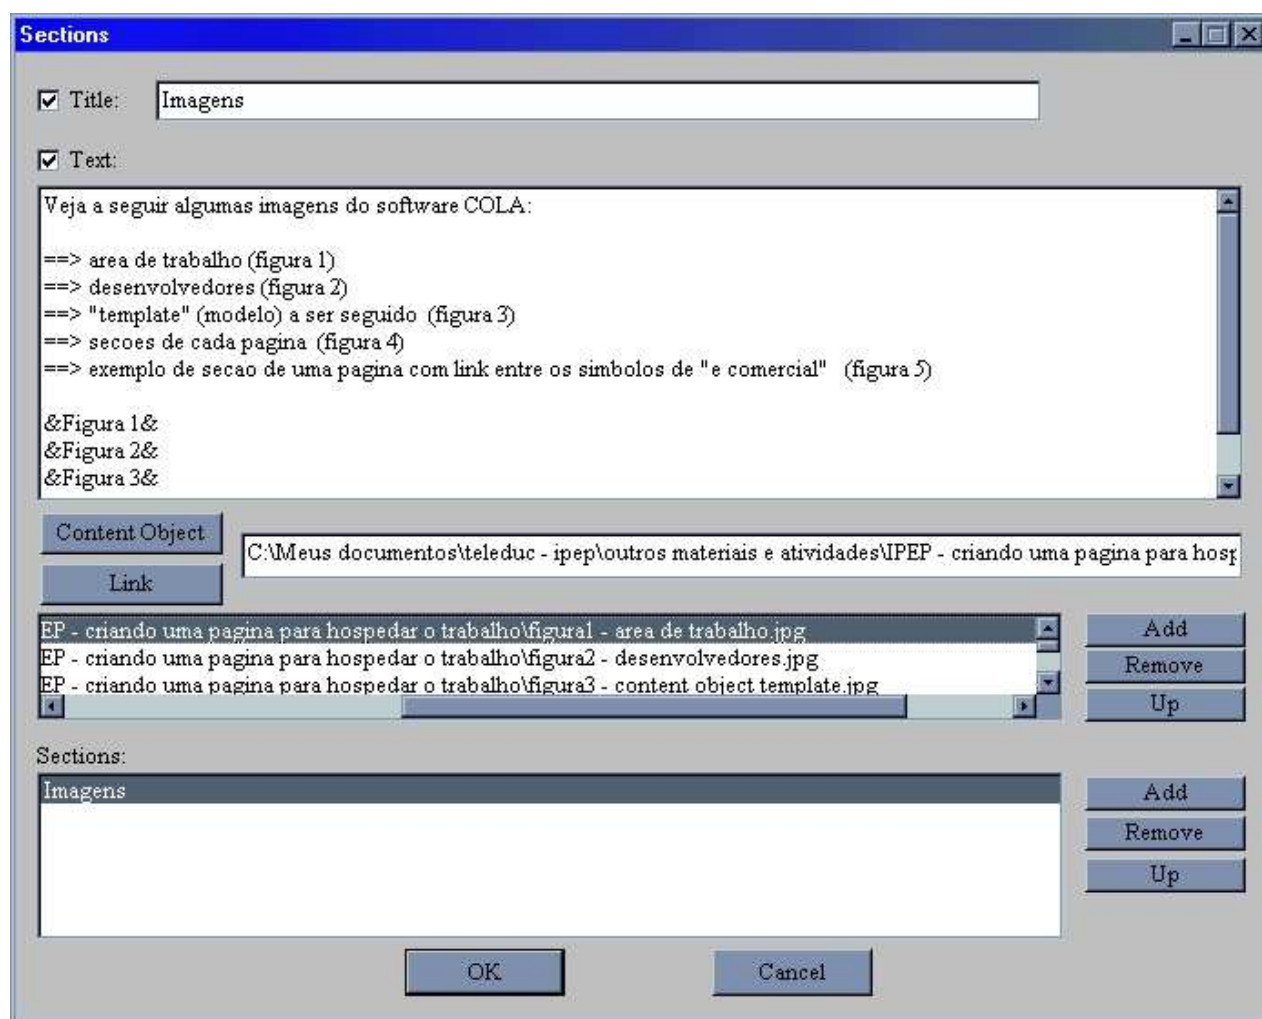 Sections
Title: Imagens
Text:
Veja a seguir algumas imagens do software COLA:
==> area de trabalho (figura 1)
==> desenvolvedores (figura 2)
==> "template" (modelo) a ser seguido (figura 3)
==> secoes de cada pagina (figura 4)
==> exemplo de secao de uma pagina com link entre os simbolos de "e comercial" (figura 5)
&Figura 1&
&Figura 2&
&Figura 3&
Content Object
C:\Meus documentos\teleduc - ipep\outros materiais e atividades\IPEP - criando uma pagina para hosp
Link
EP - criando uma pagina para hospedar o trabalho\figura1 - area de trabalho.jpg
Add
EP - criando uma pagina para hospedar o trabalho\figura2 - desenvolvedores.jpg
Remove
EP - criando uma pagina para hospedar o trabalho\figura3 - content object template.jpg
Up
Sections:
Imagens
Add
Remove
Up
OK
Cancel